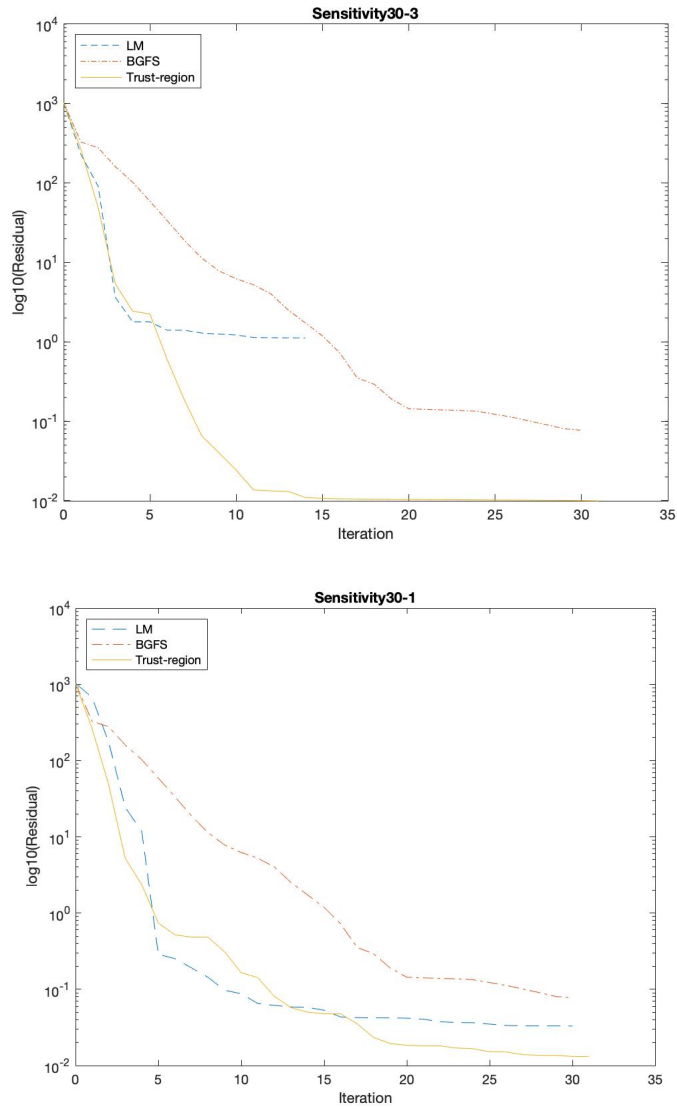 Sensitivity30-3
10^4
LM
BGFS
Trust-region
10^3
10^2
10^1
10^0
10^-1
10^-2
log10(Residual)
0 5 10 15 20 25 30 35
Iteration
Sensitivity30-1
10^4
LM
BGFS
Trust-region
10^3
10^2
10^1
10^0
10^-1
10^-2
log10(Residual)
0 5 10 15 20 25 30 35
Iteration